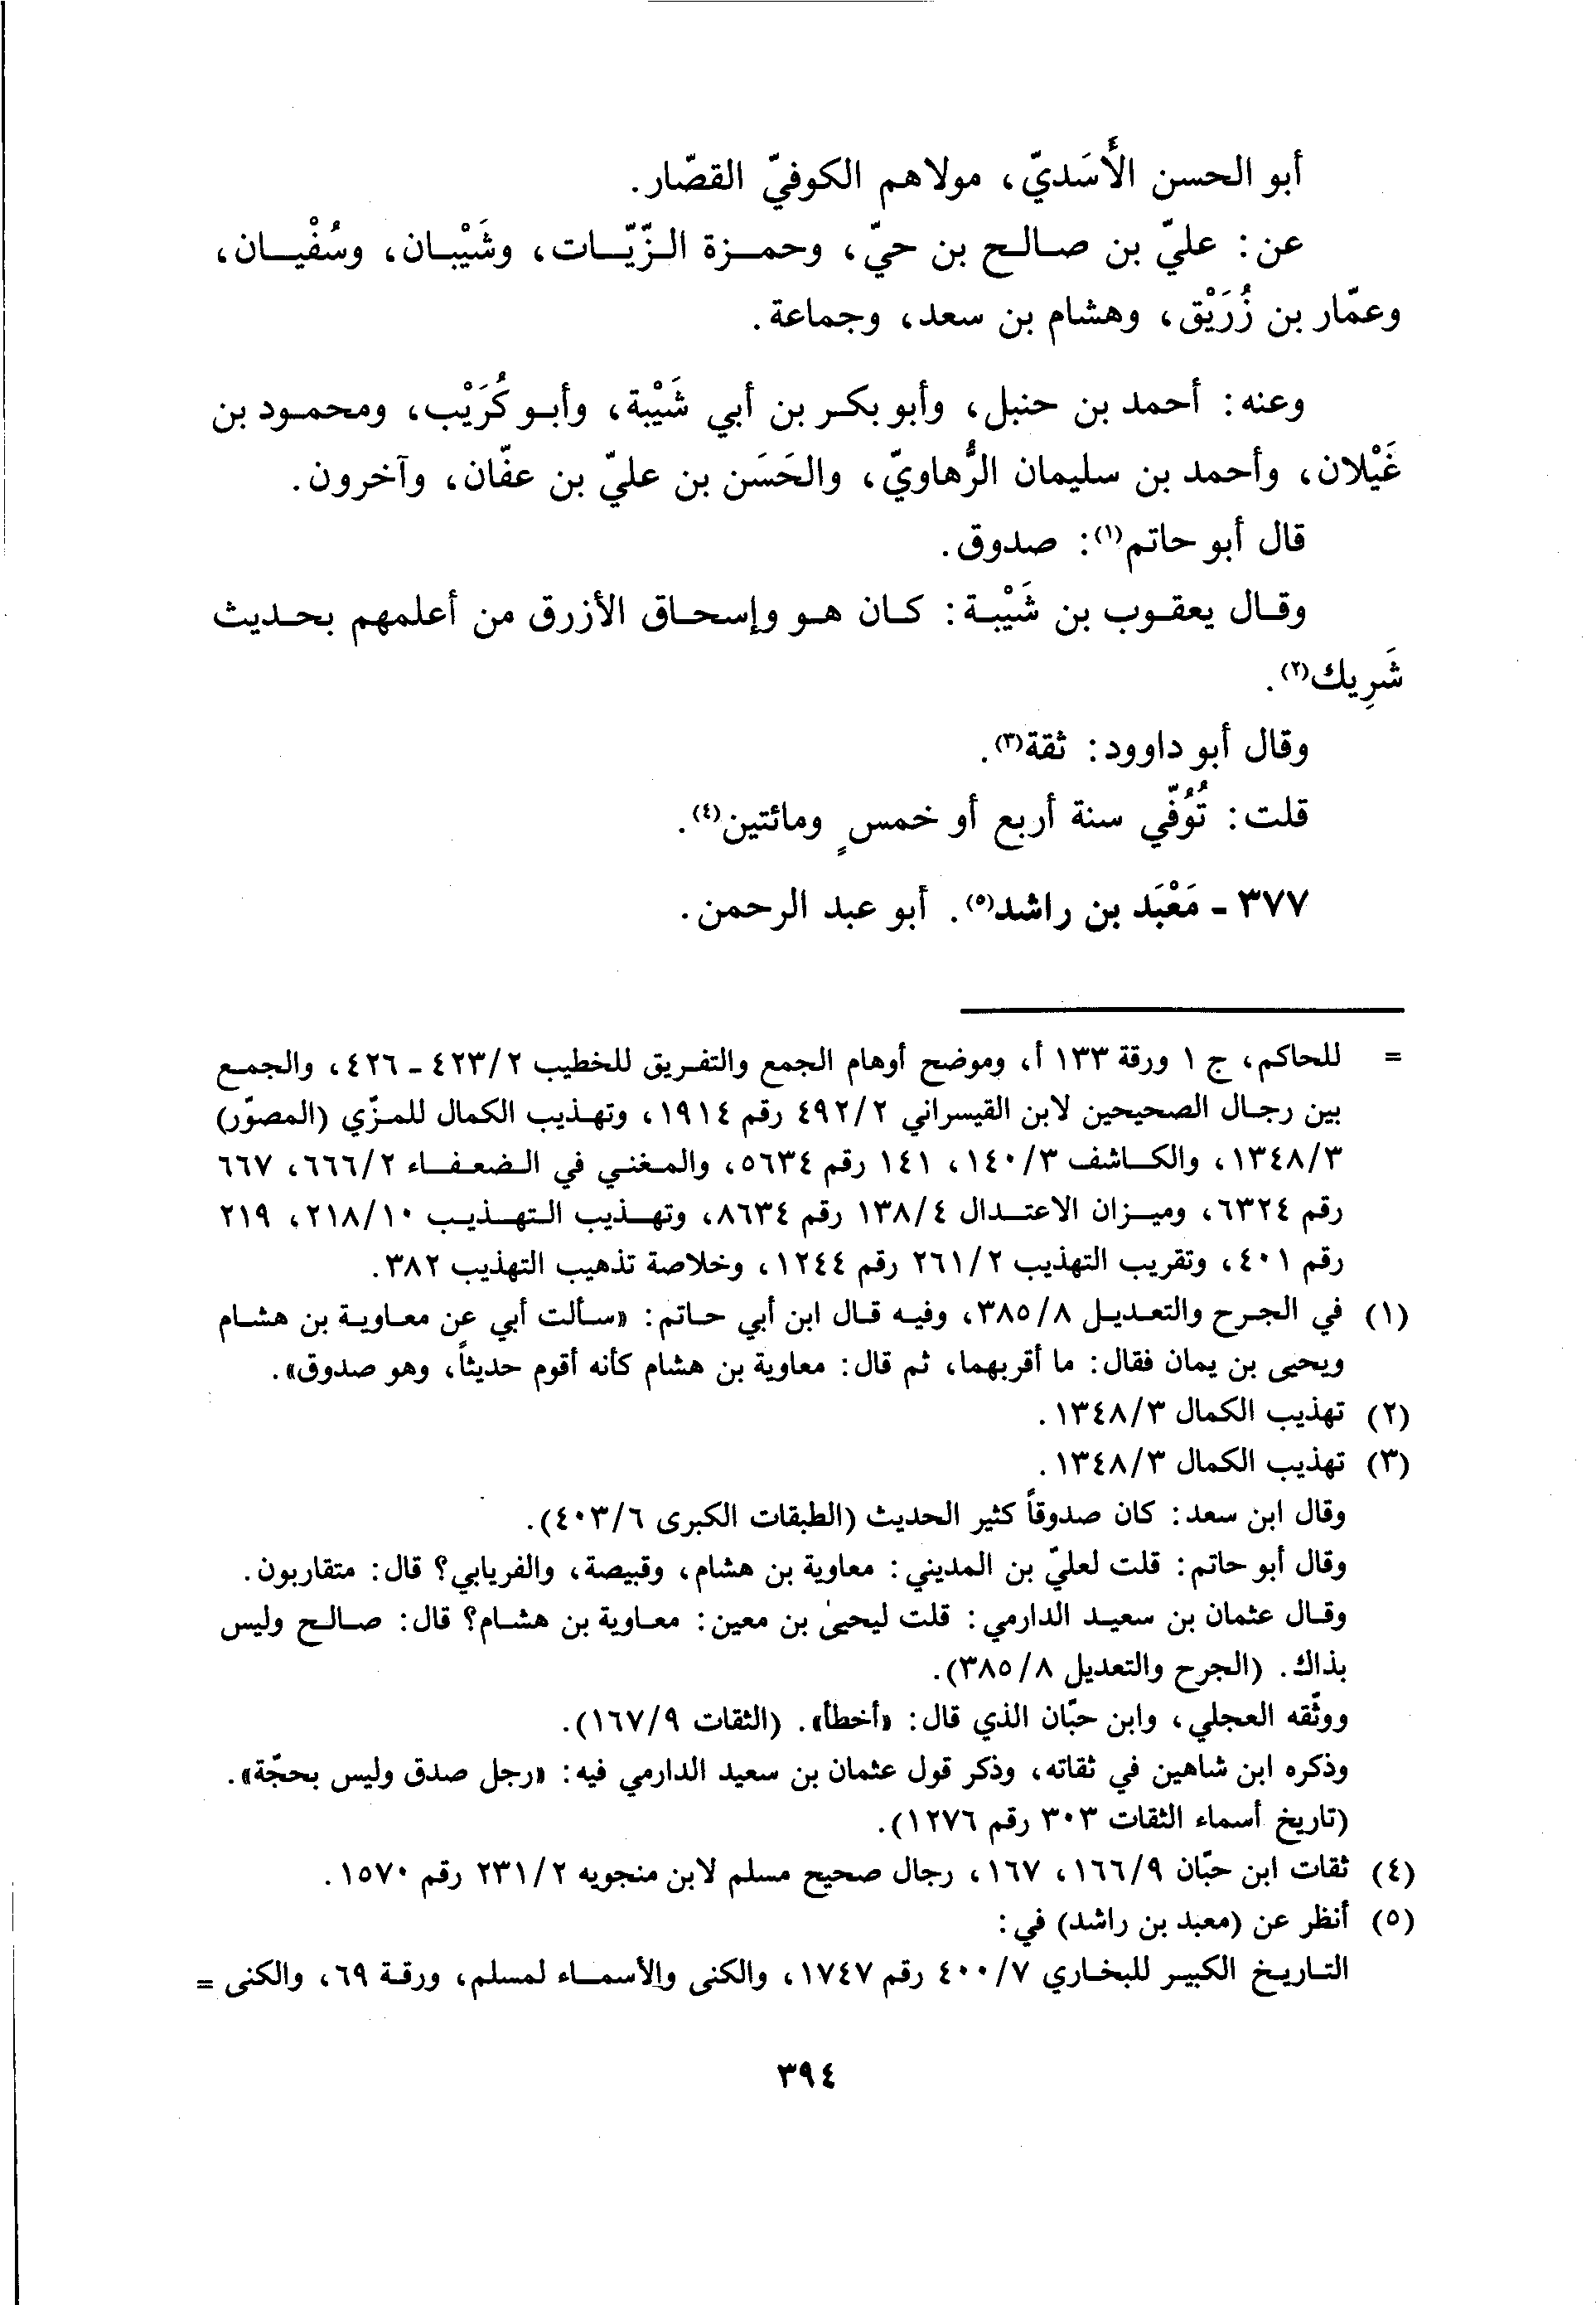 أبو الحسن الأَسَديّ، مولاهم الكوفيّ القصّار.
عن: عليّ بن صالح بن حيّ، وحمزة الزّيّات، وشَيْبان، وسُفْيان،
وعمّار بن زُرَيْق، وهشام بن سعد، وجماعة.
وعنه: أحمد بن حنبل، وأبو بكر بن أبي شَيْبة، وأبو كُرَيْب، ومحمود بن
غَيْلان، وأحمد بن سليمان الرُّهاويّ، والحَسَن بن عليّ بن عفّان، وآخرون.
قال أبو حاتم(١): صدوق.
وقال يعقوب بن شَيْبة: كان هو وإسحاق الأزرق من أعلمهم بحديث
شَرِيك(٢).
وقال أبو داوود: ثقة(٣).
قلت: تُوُفّي سنة أربع أو خمسٍ ومائتين(٤).
٣٧٧ - مَعْبَد بن راشد(٥). أبو عبد الرحمن.
= للحاكم، ج ١ ورقة ١٣٣ أ، وموضح أوهام الجمع والتفريق للخطيب ٤٢٣/٢ - ٤٢٦، والجمع
بين رجال الصحيحين لابن القيسراني ٤٩٢/٢ رقم ١٩١٤، وتهذيب الكمال للمزّي (المصوّر)
١٣٤٨/٣، والكاشف ١٤٠/٣، ١٤١ رقم ٥٦٣٤، والمغني في الضعفاء ٦٦٦/٢، ٦٦٧
رقم ٦٣٢٤، وميزان الاعتدال ١٣٨/٤ رقم ٨٦٣٤، وتهذيب التهذيب ٢١٨/١٠، ٢١٩
رقم ٤٠١، وتقريب التهذيب ٢٦١/٢ رقم ١٢٤٤، وخلاصة تذهيب التهذيب ٣٨٢.
(١) في الجرح والتعديل ٣٨٥/٨، وفيه قال ابن أبي حاتم: «سألت أبي عن معاوية بن هشام
ويحيى بن يمان فقال: ما أقربهما، ثم قال: معاوية بن هشام كأنه أقوم حديثاً، وهو صدوق».
(٢) تهذيب الكمال ١٣٤٨/٣.
(٣) تهذيب الكمال ١٣٤٨/٣.
وقال ابن سعد: كان صدوقاً كثير الحديث (الطبقات الكبرى ٤٠٣/٦).
وقال أبو حاتم: قلت لعليّ بن المديني: معاوية بن هشام، وقبيصة، والفريابي؟ قال: متقاربون.
وقال عثمان بن سعيد الدارمي: قلت ليحيىٰ بن معين: معاوية بن هشام؟ قال: صالح وليس
بذاك. (الجرح والتعديل ٣٨٥/٨).
ووثّقه العجلي، وابن حبّان الذي قال: «أخطأ». (الثقات ١٦٧/٩).
وذكره ابن شاهين في ثقاته، وذكر قول عثمان بن سعيد الدارمي فيه: «رجل صدق وليس بحجّة».
(تاريخ أسماء الثقات ٣٠٣ رقم ١٢٧٦).
(٤) ثقات ابن حبّان ١٦٦/٩، ١٦٧، رجال صحيح مسلم لابن منجويه ٢٣١/٢ رقم ١٥٧٠.
(٥) أنظر عن (معبد بن راشد) في:
التاريخ الكبير للبخاري ٤٠٠/٧ رقم ١٧٤٧، والكنى والأسماء لمسلم، ورقة ٦٩، والكنى =
٣٩٤